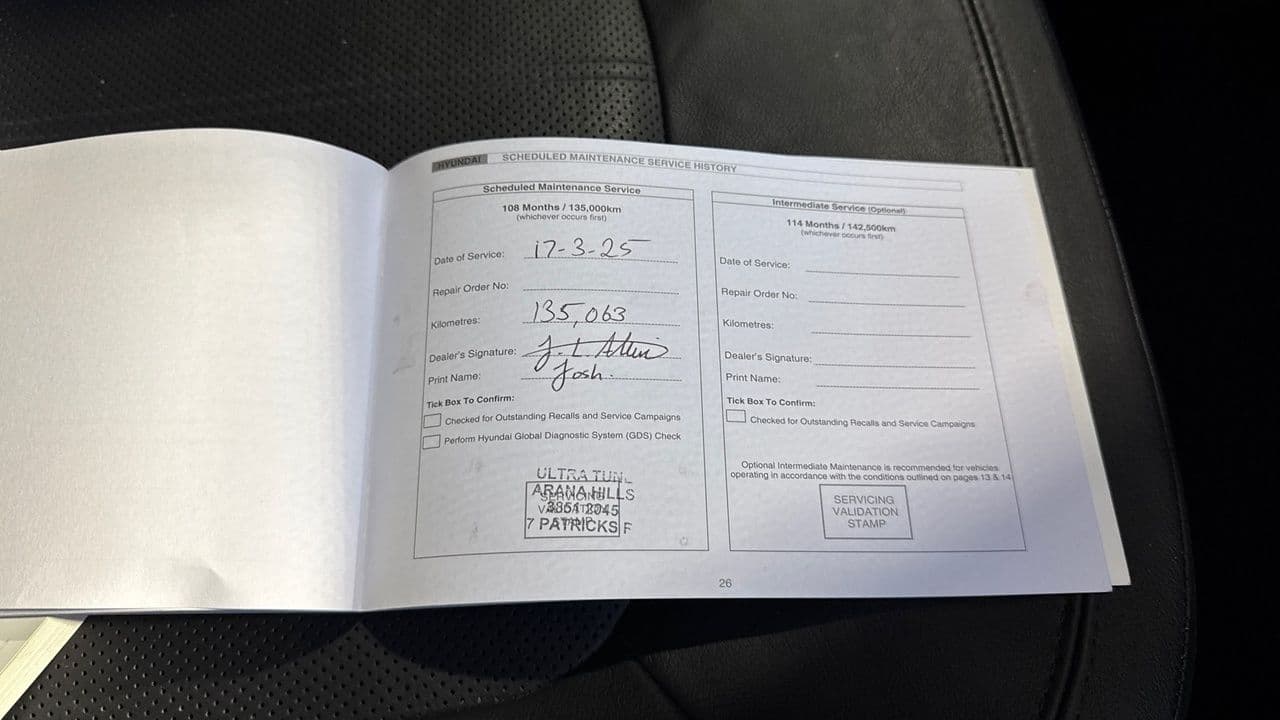 HYUNDAI SCHEDULED MAINTENANCE SERVICE HISTORY
Scheduled Maintenance Service
108 Months / 135,000km
(whichever occurs first)
Date of Service: 17-3-25
Repair Order No:
Kilometres: 135,063
Dealer's Signature:
Print Name: Josh.
Tick Box To Confirm:
Checked for Outstanding Recalls and Service Campaigns
Perform Hyundai Global Diagnostic System (GDS) Check
ULTRA TUN
ARANA HILLS
3351 2045
7 PATRICKS
Intermediate Service (Optional)
114 Months / 142,500km
(whichever occurs first)
Date of Service:
Repair Order No:
Kilometres:
Dealer's Signature:
Print Name:
Tick Box To Confirm:
Checked for Outstanding Recalls and Service Campaigns
Optional Intermediate Maintenance is recommended for vehicles
operating in accordance with the conditions outlined on pages 13 & 14
SERVICING
VALIDATION
STAMP
26